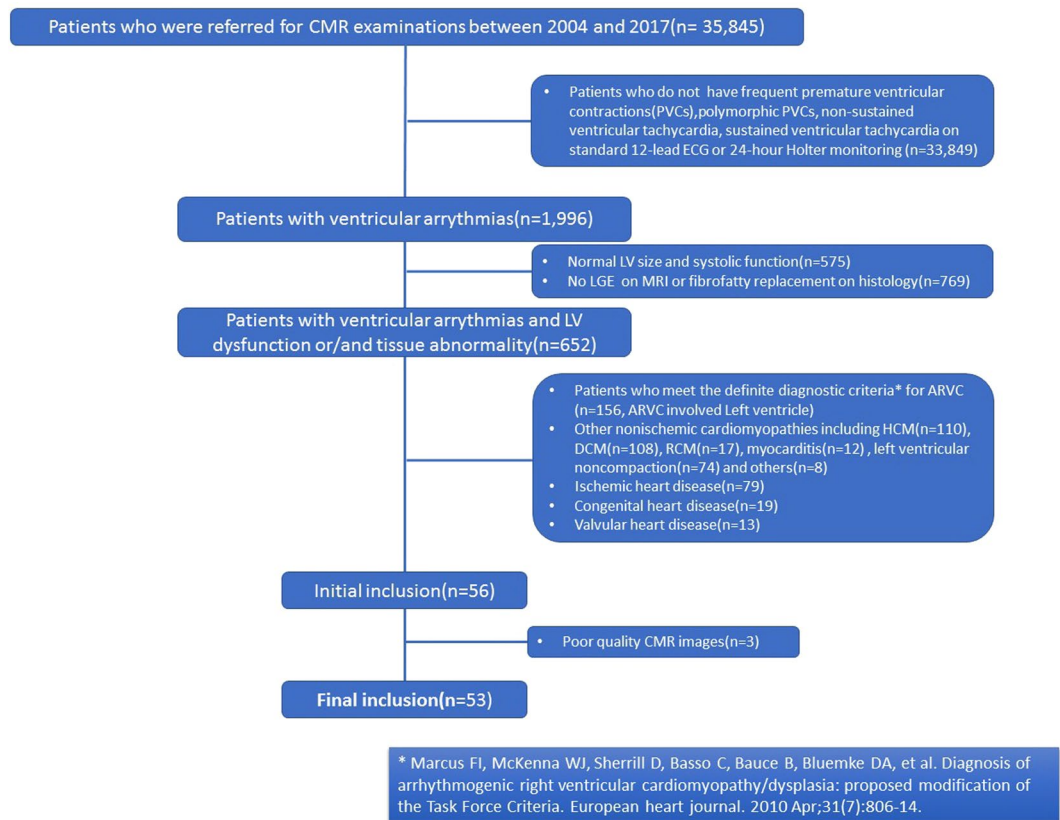 Patients who were referred for CMR examinations between 2004 and 2017(n= 35,845)
• Patients who do not have frequent premature ventricular
contractions(PVCs),polymorphic PVCs, non-sustained
ventricular tachycardia, sustained ventricular tachycardia on
standard 12-lead ECG or 24-hour Holter monitoring (n=33,849)
Patients with ventricular arrythmias(n=1,996)
• Normal LV size and systolic function(n=575)
• No LGE on MRI or fibrofatty replacement on histology(n=769)
Patients with ventricular arrythmias and LV
dysfunction or/and tissue abnormality(n=652)
• Patients who meet the definite diagnostic criteria* for ARVC
(n=156, ARVC involved Left ventricle)
• Other nonischemic cardiomyopathies including HCM(n=110),
DCM(n=108), RCM(n=17), myocarditis(n=12) , left ventricular
noncompaction(n=74) and others(n=8)
• Ischemic heart disease(n=79)
• Congenital heart disease(n=19)
• Valvular heart disease(n=13)
Initial inclusion(n=56)
• Poor quality CMR images(n=3)
Final inclusion(n=53)
* Marcus FI, McKenna WJ, Sherrill D, Basso C, Bauce B, Bluemke DA, et al. Diagnosis of
arrhythmogenic right ventricular cardiomyopathy/dysplasia: proposed modification of
the Task Force Criteria. European heart journal. 2010 Apr;31(7):806-14.